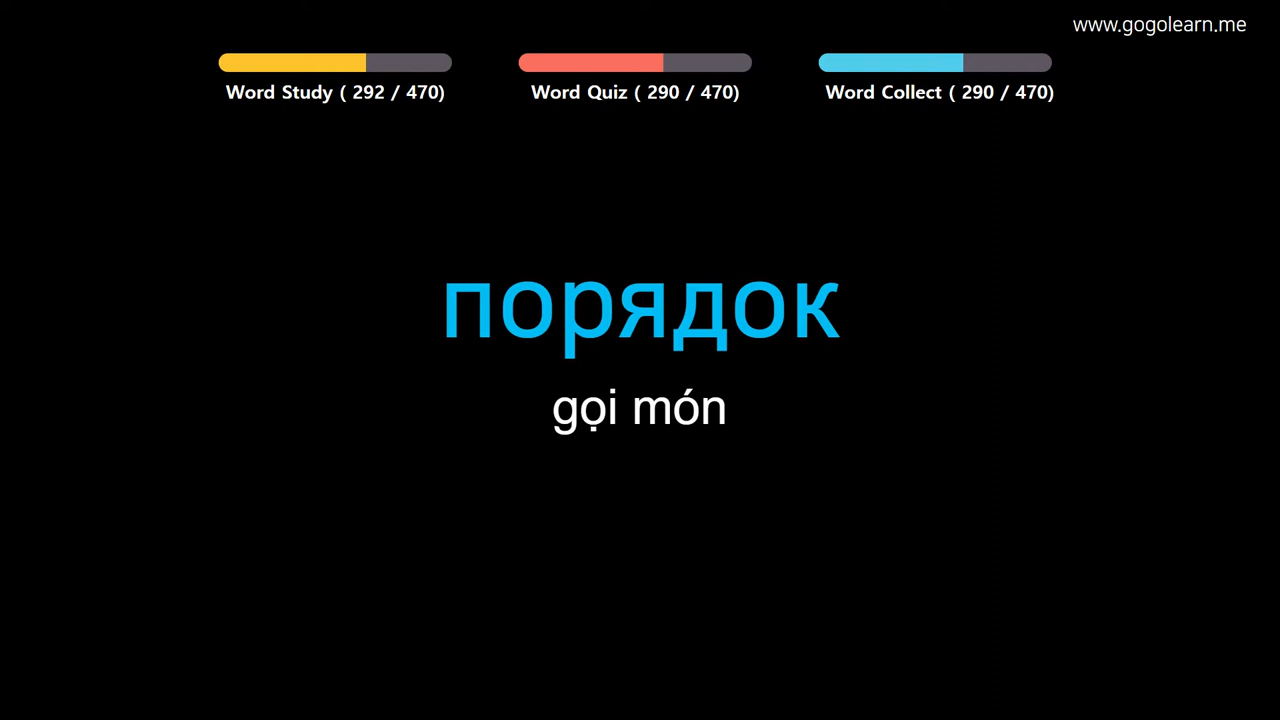 www.gogolearn.me
Word Study ( 292 / 470)
Word Quiz ( 290 / 470)
Word Collect ( 290 / 470)
порядок
gọi món